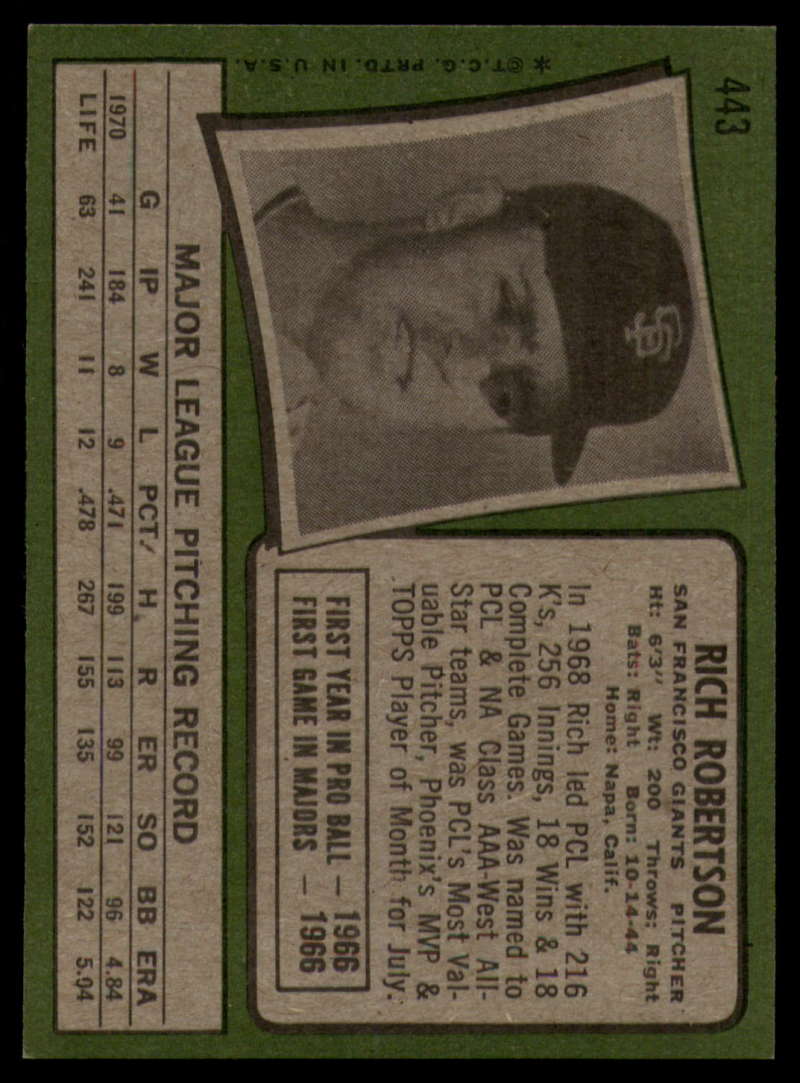 443
RICH ROBERTSON
SAN FRANCISCO GIANTS PITCHER
Ht: 6'3" Wt: 200 Throws: Right
Bats: Right Born: 10-14-44
Home: Napa, Calif.
In 1968 Rich led PCL with 216
K's, 256 Innings, 18 Wins & 18
Complete Games. Was named to
PCL & NA Class AAA-West All-
Star teams, was PCL's Most Val-
uable Pitcher, Phoenix's MVP &
TOPPS Player of Month for July.
FIRST YEAR IN PRO BALL — 1966
FIRST GAME IN MAJORS — 1966
SF
MAJOR LEAGUE PITCHING RECORD
G IP W L PCT. H R ER SO BB ERA
1970 41 184 8 9 .471 199 113 99 121 96 4.84
LIFE 63 241 11 12 .478 267 155 135 152 122 5.04
* ©T.C.G. PRTD. IN U.S.A.